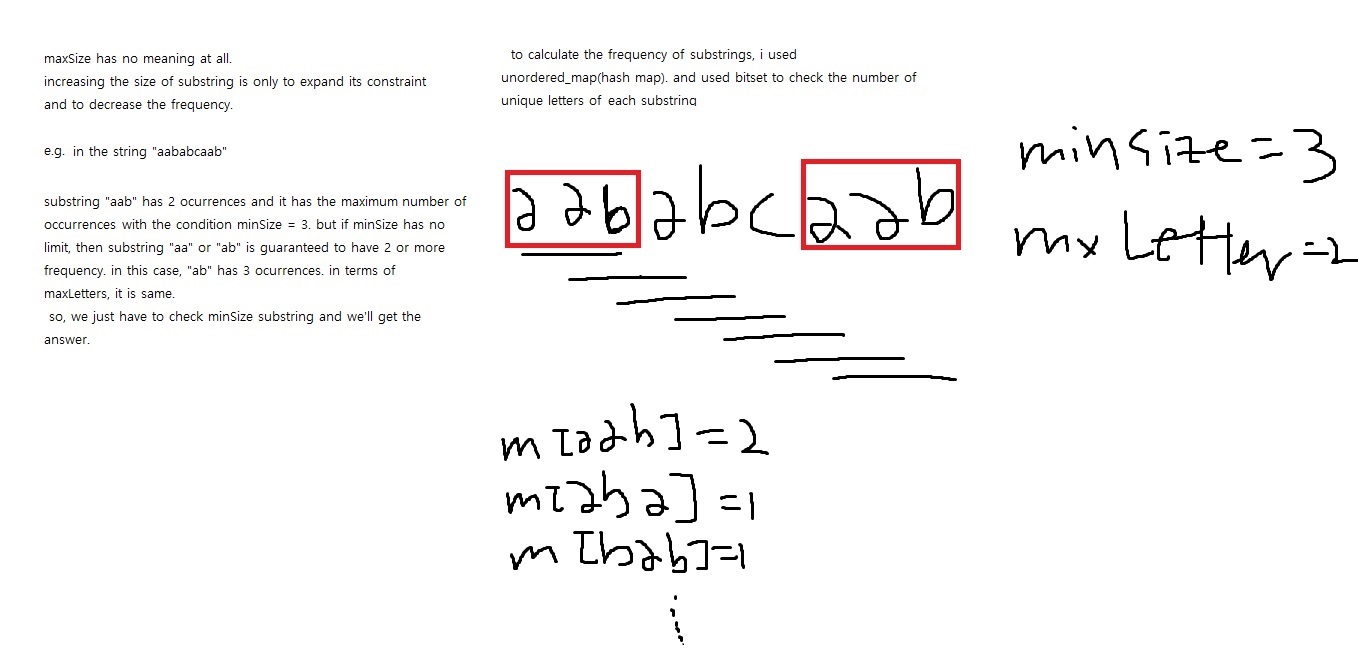 maxSize has no meaning at all.
increasing the size of substring is only to expand its constraint
and to decrease the frequency.
e.g. in the string "aababcaab"
substring "aab" has 2 ocurrences and it has the maximum number of
occurrences with the condition minSize = 3. but if minSize has no
limit, then substring "aa" or "ab" is guaranteed to have 2 or more
frequency. in this case, "ab" has 3 ocurrences. in terms of
maxLetters, it is same.
so, we just have to check minSize substring and we'll get the
answer.
to calculate the frequency of substrings, i used
unordered_map(hash map). and used bitset to check the number of
unique letters of each substring
aababcaab
m[aab]=2
m[aba]=1
m[bab]=1
minsize=3
mx Letter=2